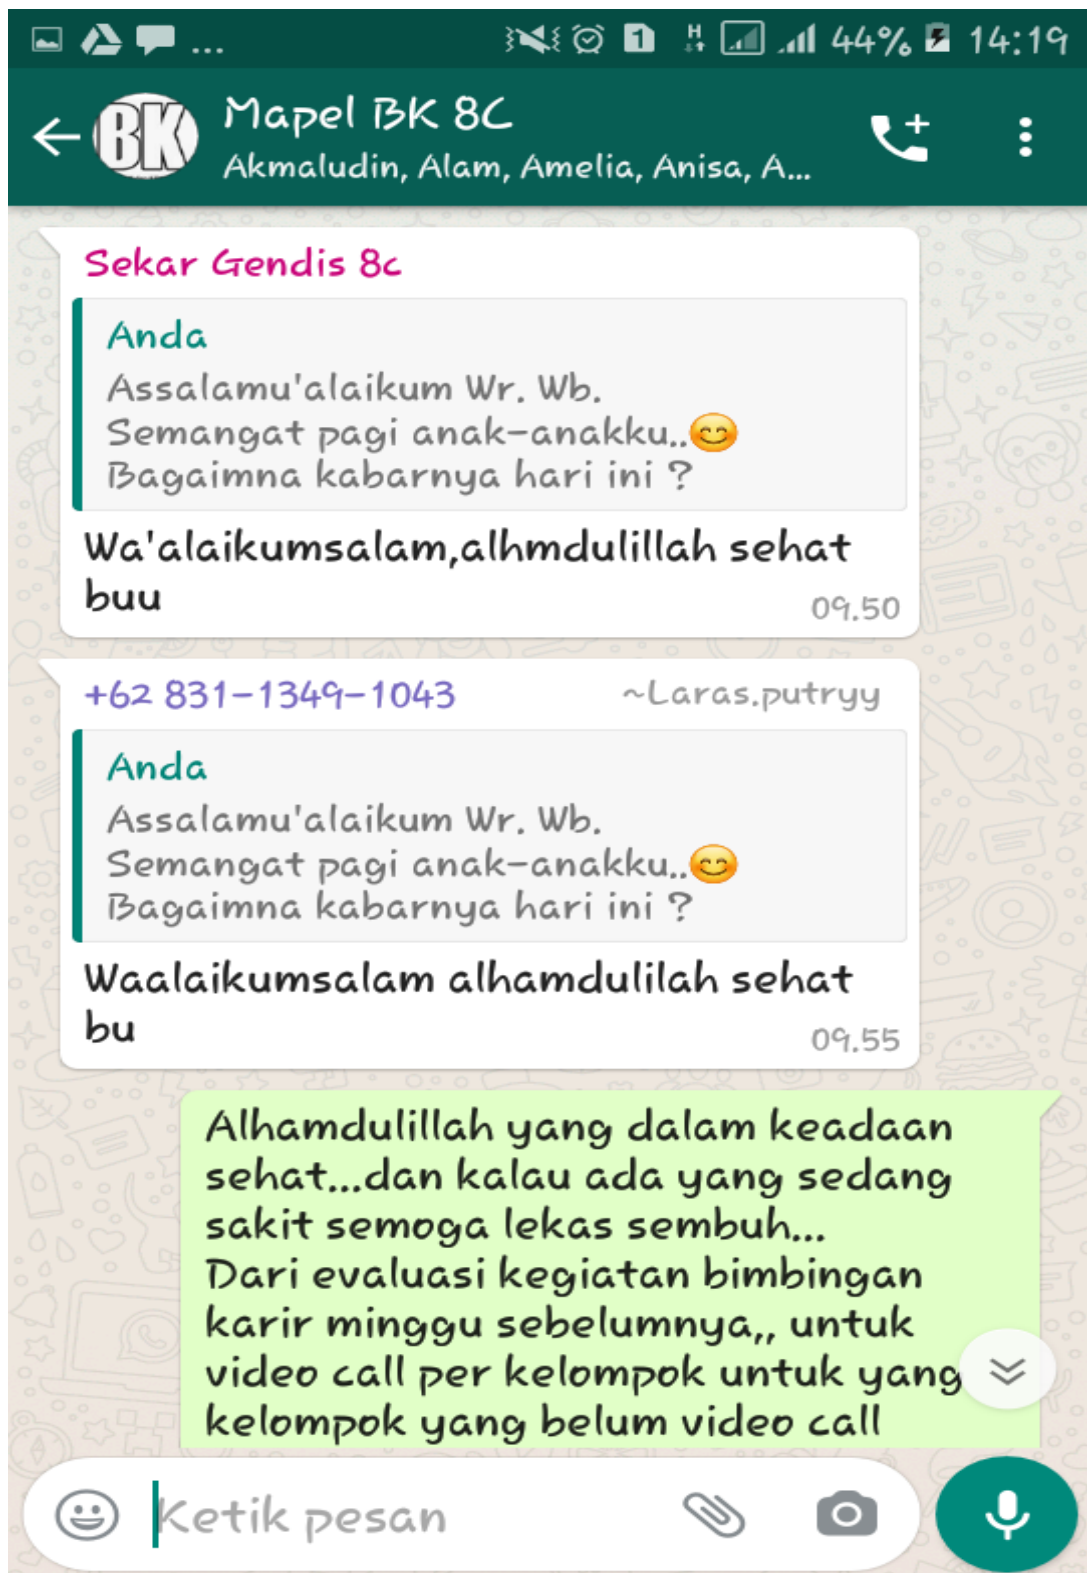 ... 1 H 44% 14:19
BK Mapel BK 8C
Akmaludin, Alam, Amelia, Anisa, A...
Sekar Gendis 8c
Anda
Assalamu'alaikum Wr. Wb.
Semangat pagi anak-anakku..😊
Bagaimna kabarnya hari ini ?
Wa'alaikumsalam,alhmdulillah sehat
buu
09.50
+62 831-1349-1043 ~Laras.putryy
Anda
Assalamu'alaikum Wr. Wb.
Semangat pagi anak-anakku..😊
Bagaimna kabarnya hari ini ?
Waalaikumsalam alhamdulilah sehat
bu
09.55
Alhamdulillah yang dalam keadaan
sehat...dan kalau ada yang sedang
sakit semoga lekas sembuh...
Dari evaluasi kegiatan bimbingan
karir minggu sebelumnya,, untuk
video call per kelompok untuk yang
kelompok yang belum video call
Ketik pesan